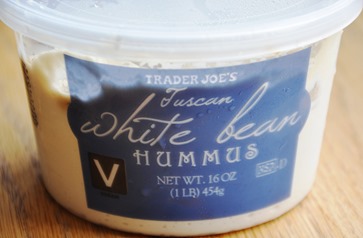 TRADER JOE'S
Tuscan
white bean
HUMMUS
V
NET WT. 16 OZ
(1 LB) 454g